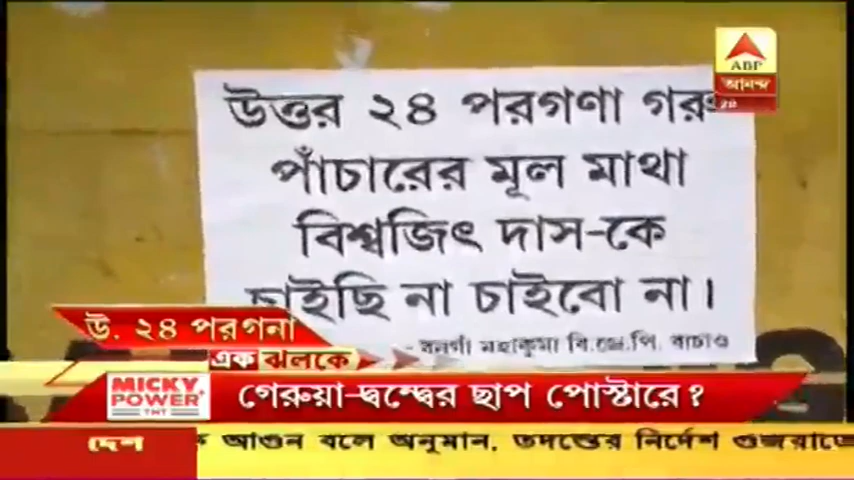 উত্তর ২৪ পরগণা গরু
পাঁচারের মূল মাথা
বিশ্বজিৎ দাস-কে
চাইছি না চাইবো না।
- বনগাঁ মহাকুমা বি.জে.পি. বাচাও
ABP
আনন্দ
উ. ২৪ পরগনা
এক ঝলকে
MICKY
POWER+
TMT
গেরুয়া-দ্বন্দ্বের ছাপ পোস্টারে?
দেশ
ক আগুন বলে অনুমান, তদন্তের নির্দেশ গুজরাতে